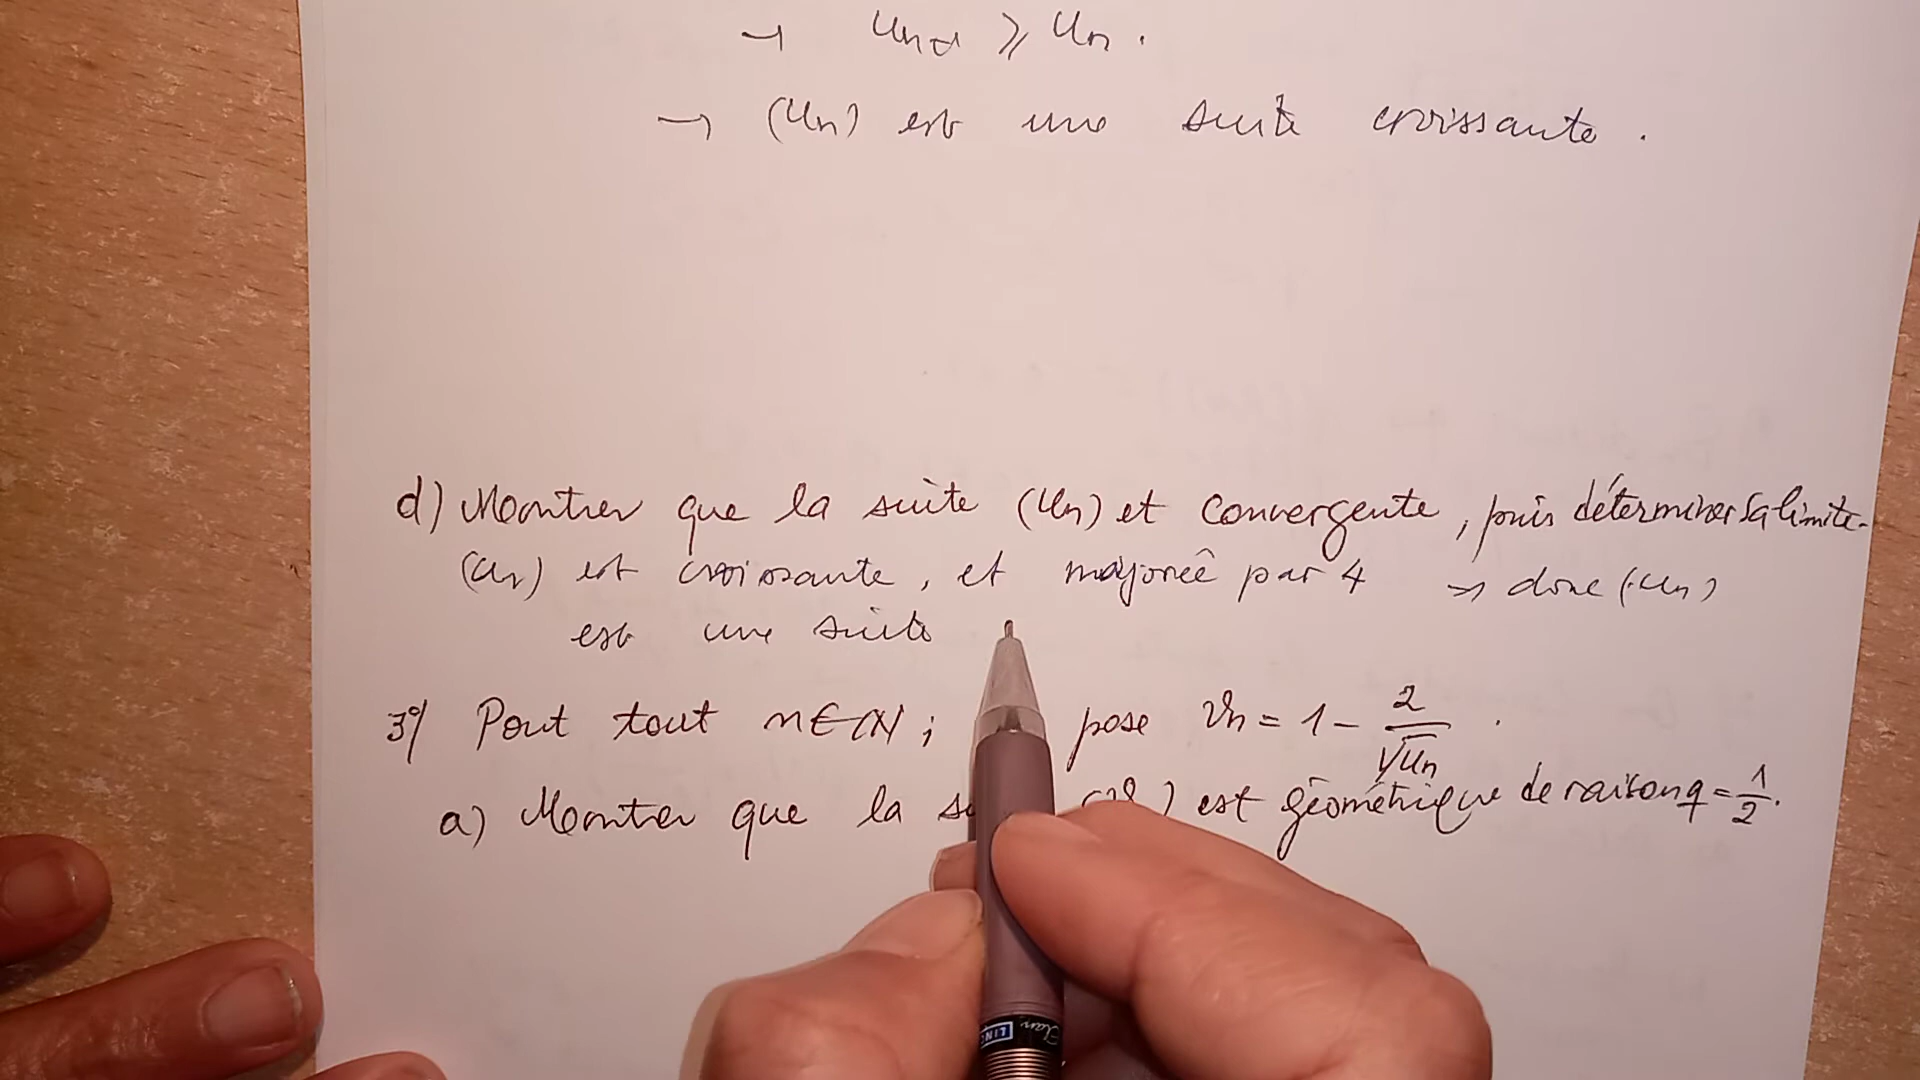 → Un+1 ⩾ Un .
→ (Un) est une suite croissante .
d) Montrer que la suite (Un) et convergente , puis déterminer sa limite.
(Un) est croissante , et majorée par 4 → donc (Un)
est une suite
3°/ Pout tout n∈ℕ ; pose Vn = 1 - 2/√Un .
a) Montrer que la est géométrique de raison q = 1/2 .